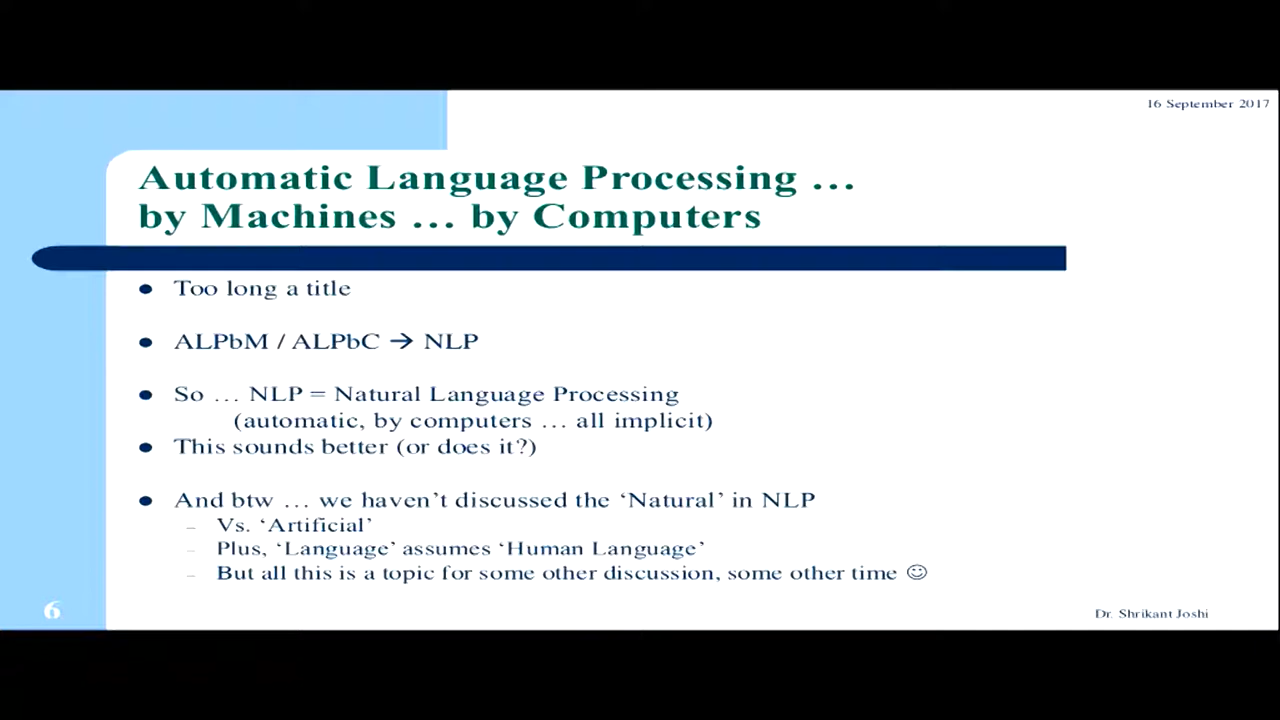 16 September 2017
Automatic Language Processing …
by Machines … by Computers
● Too long a title
● ALPbM / ALPbC → NLP
● So … NLP = Natural Language Processing
(automatic, by computers … all implicit)
● This sounds better (or does it?)
● And btw … we haven’t discussed the ‘Natural’ in NLP
– Vs. ‘Artificial’
– Plus, ‘Language’ assumes ‘Human Language’
– But all this is a topic for some other discussion, some other time ☺
6
Dr. Shrikant Joshi